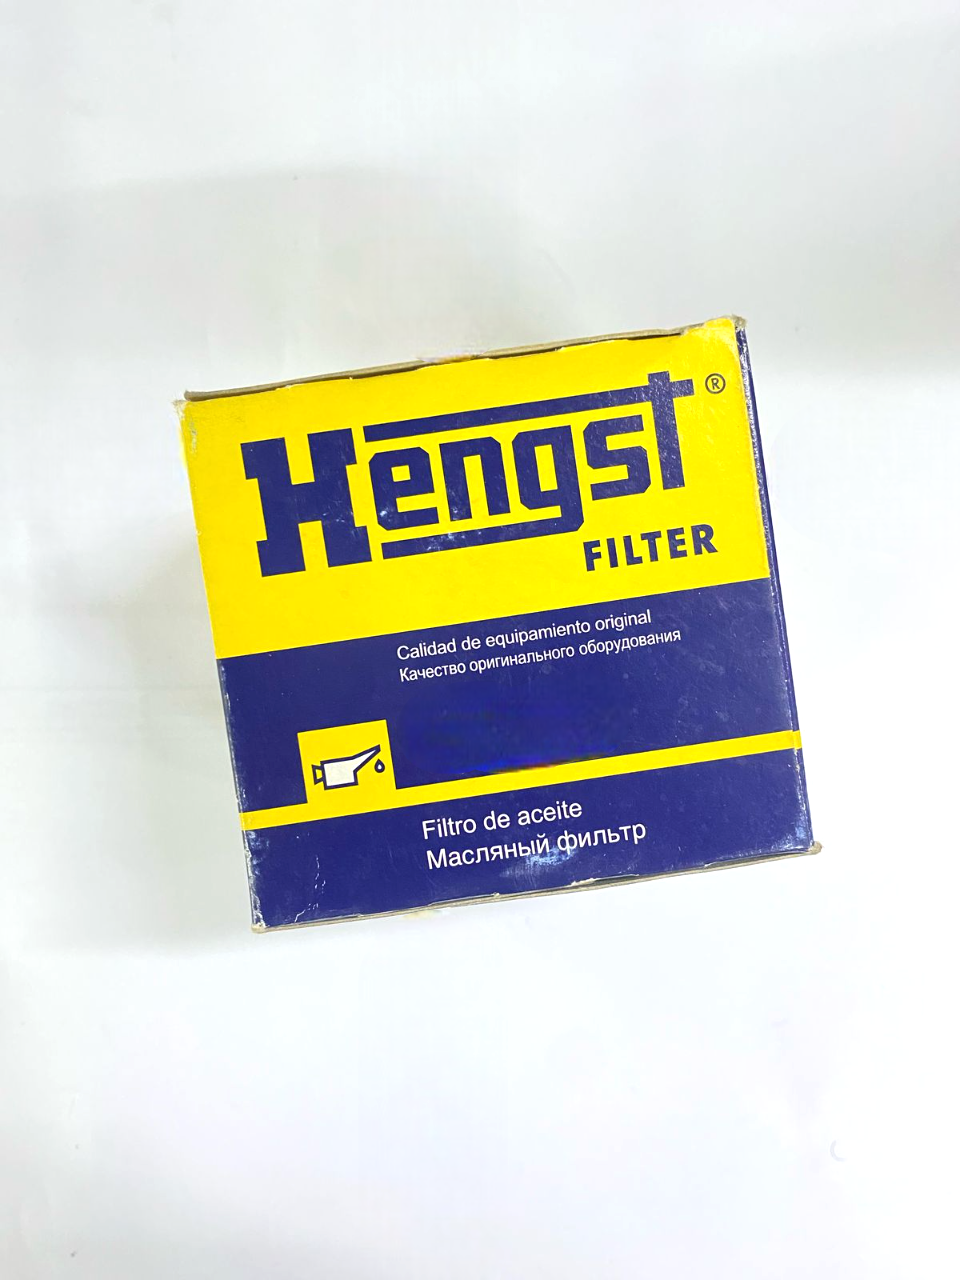 Hengst®
FILTER
Calidad de equipamiento original
Качество оригинального оборудования
Filtro de aceite
Масляный фильтр